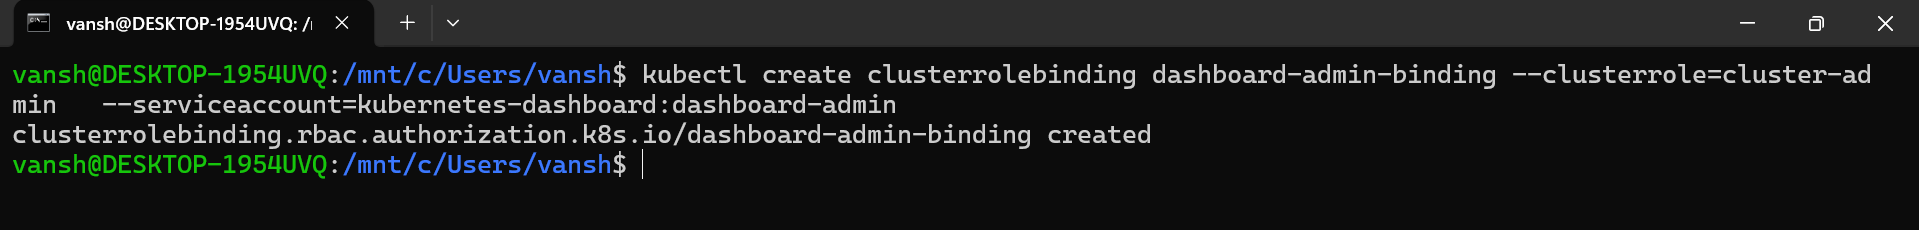 vansh@DESKTOP-1954UVQ: /
vansh@DESKTOP-1954UVQ:/mnt/c/Users/vansh$ kubectl create clusterrolebinding dashboard-admin-binding --clusterrole=cluster-ad
min   --serviceaccount=kubernetes-dashboard:dashboard-admin
clusterrolebinding.rbac.authorization.k8s.io/dashboard-admin-binding created
vansh@DESKTOP-1954UVQ:/mnt/c/Users/vansh$